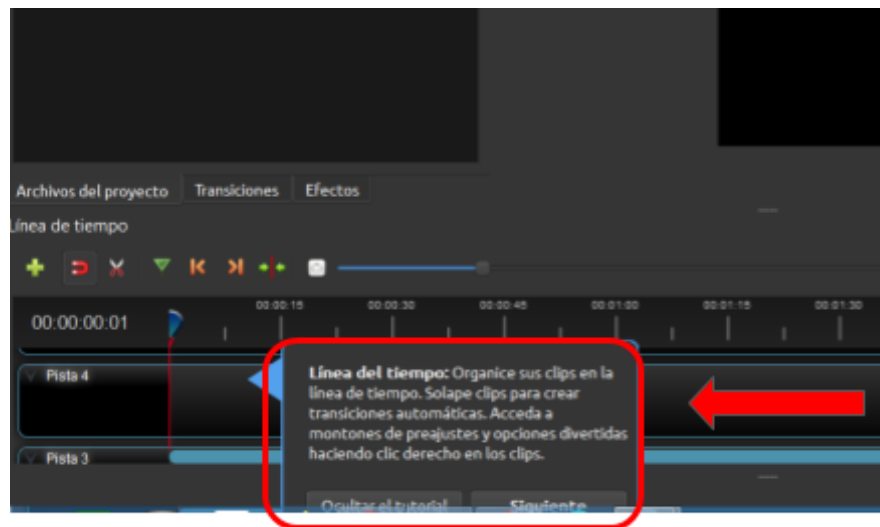 Archivos del proyecto Transiciones Efectos
Línea de tiempo
00:00:15 00:00:30 00:00:45 00:01:00 00:01:15 00:01:30
00:00:00:01
Pista 4
Línea del tiempo: Organice sus clips en la
línea de tiempo. Solape clips para crear
transiciones automáticas. Acceda a
montones de preajustes y opciones divertidas
haciendo clic derecho en los clips.
Pista 3
Ocultar el tutorial Siguiente